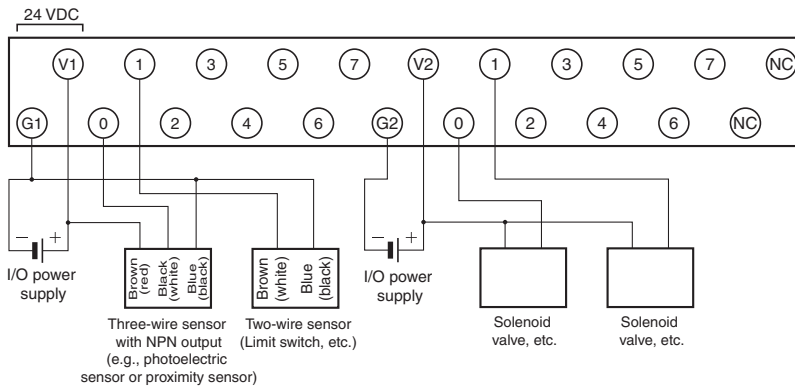 24 VDC
V1 1 3 5 7 V2 1 3 5 7 NC
G1 0 2 4 6 G2 0 2 4 6 NC
− +
− +
I/O power
supply
Brown
(red)
Black
(white)
Blue
(black)
Brown
(white)
Blue
(black)
I/O power
supply
Three-wire sensor
with NPN output
(e.g., photoelectric
sensor or proximity sensor)
Two-wire sensor
(Limit switch, etc.)
Solenoid
valve, etc.
Solenoid
valve, etc.